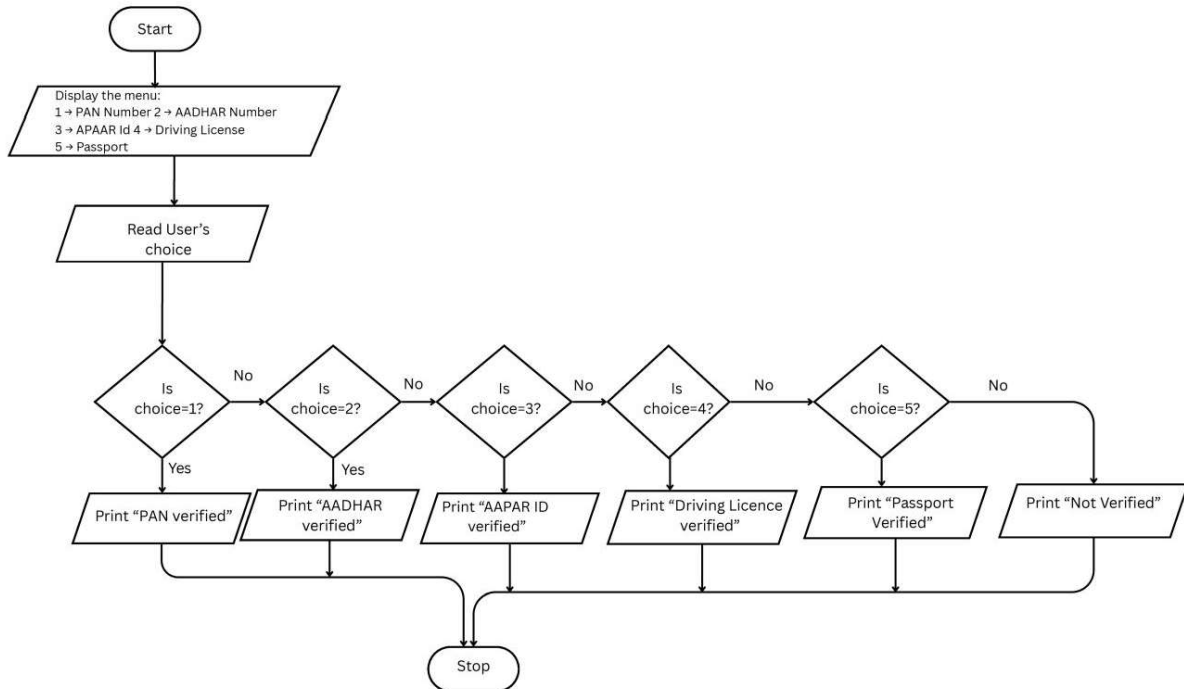 Start
Display the menu:
1 → PAN Number 2 → AADHAR Number
3 → APAAR Id 4 → Driving License
5 → Passport
Read User’s
choice
Is
choice=1?
No
Is
choice=2?
No
Is
choice=3?
No
Is
choice=4?
No
Is
choice=5?
No
Yes
Yes
Print “PAN verified”
Print “AADHAR
verified”
Print “AAPAR ID
verified”
Print “Driving Licence
verified”
Print “Passport
Verified”
Print “Not Verified”
Stop